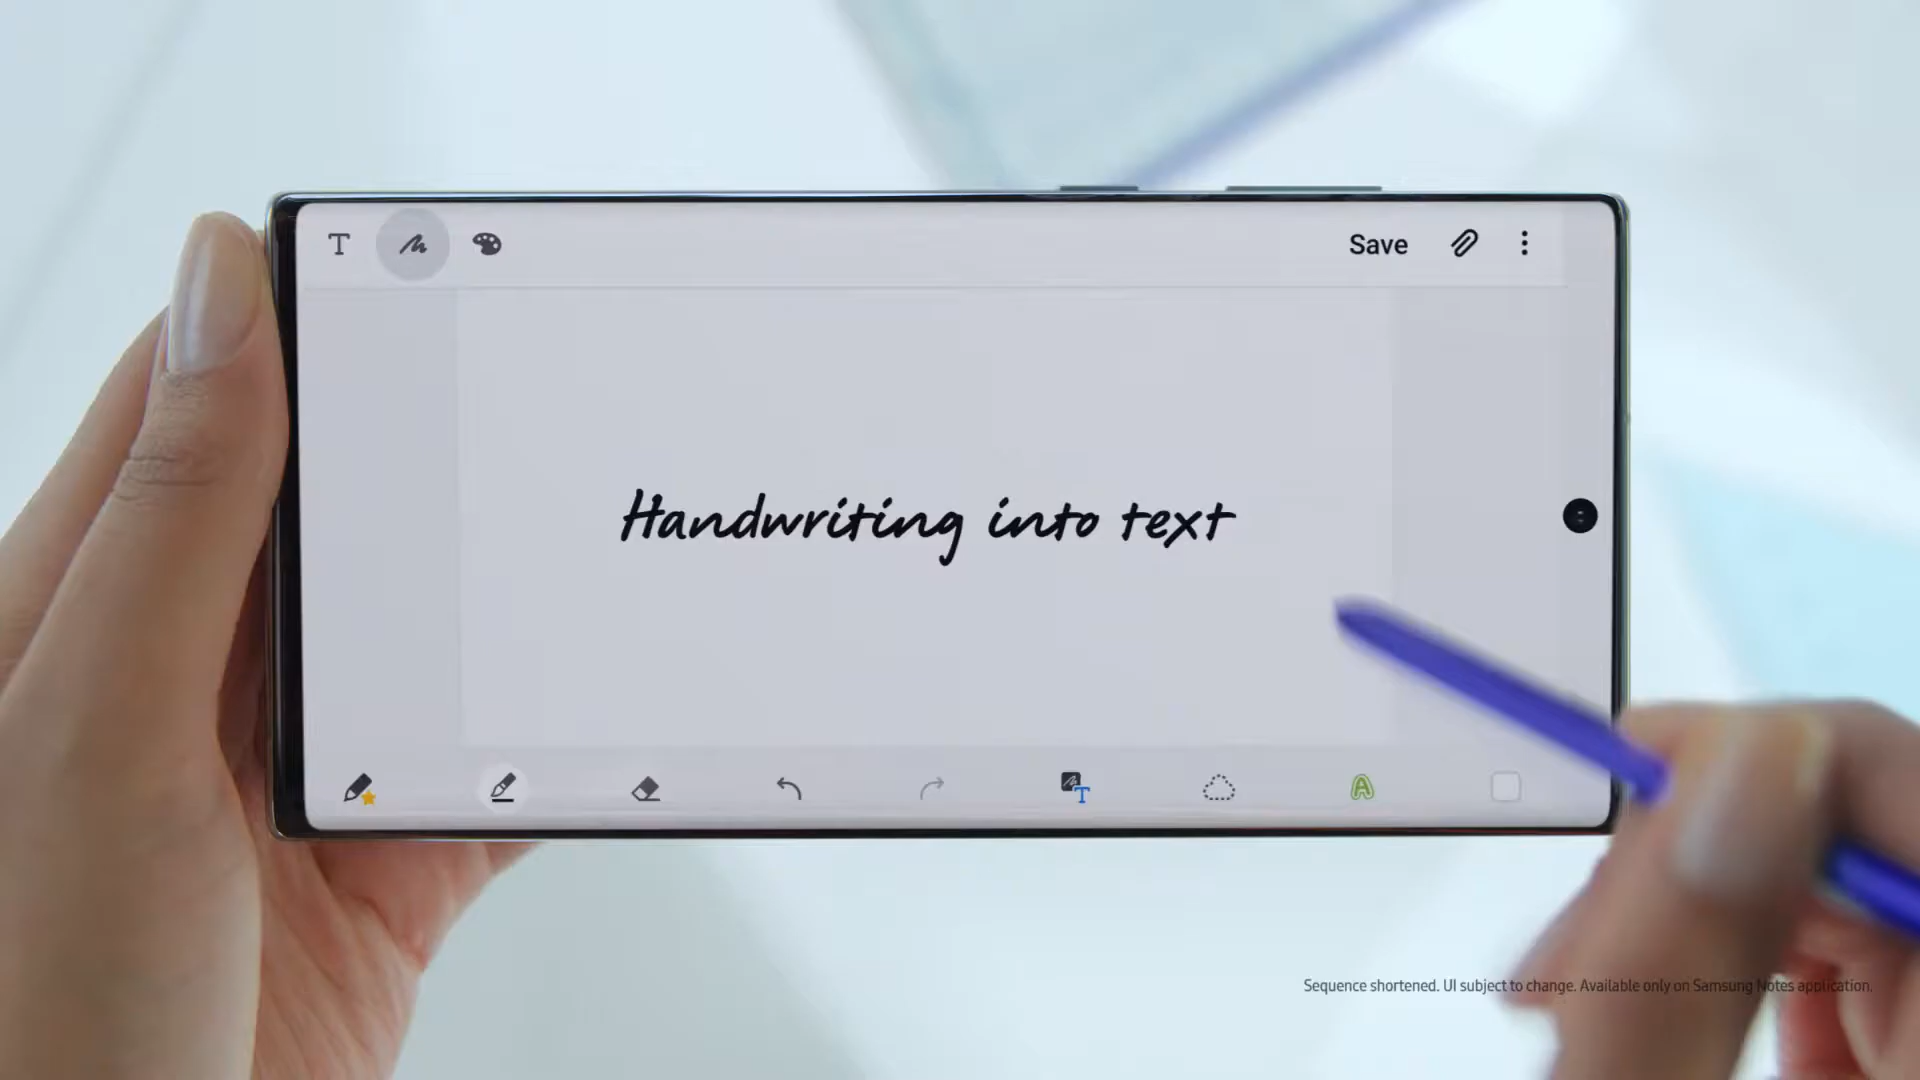 T
Save
Handwriting into text
T
A
Sequence shortened. UI subject to change. Available only on Samsung Notes application.